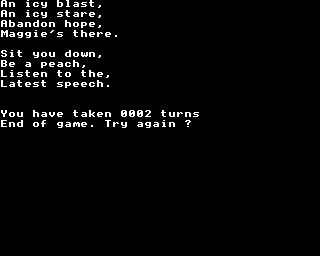 An icy blast,
An icy stare,
Abandon hope,
Maggie's there.
Sit you down,
Be a peach,
Listen to the,
Latest speech.
You have taken 0002 turns
End of game. Try again ?